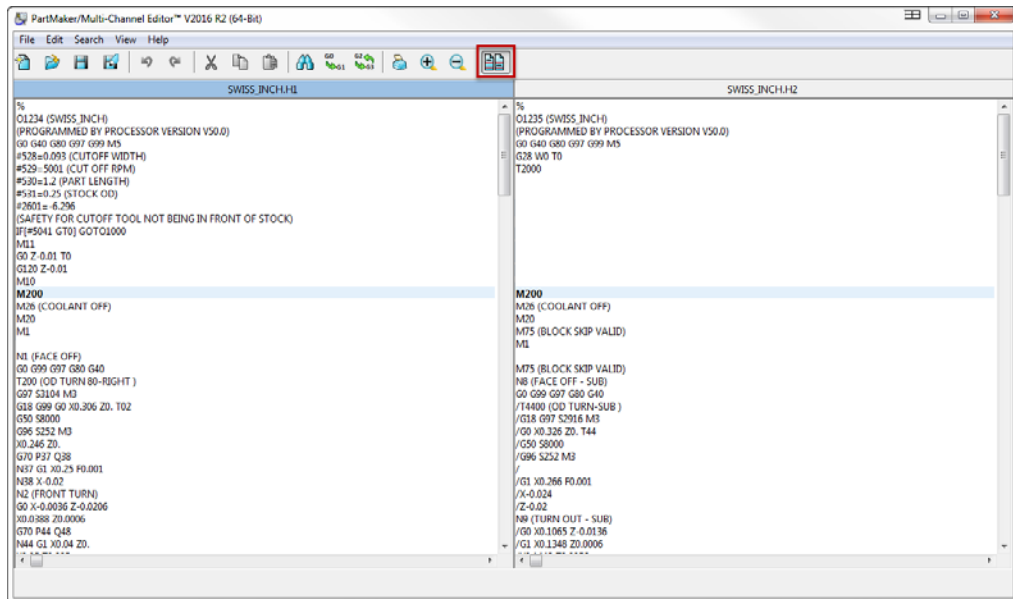 PartMaker/Multi-Channel Editor™ V2016 R2 (64-Bit)
File Edit Search View Help
SWISS_INCH.H1
%
O1234 (SWISS_INCH)
(PROGRAMMED BY PROCESSOR VERSION V50.0)
G0 G40 G80 G97 G99 M5
#528=0.093 (CUTOFF WIDTH)
#529=5001 (CUT OFF RPM)
#530=1.2 (PART LENGTH)
#531=0.25 (STOCK OD)
#2601=-6.296
(SAFETY FOR CUTOFF TOOL NOT BEING IN FRONT OF STOCK)
IF[#5041 GT0] GOTO1000
M11
G0 Z-0.01 T0
G120 Z-0.01
M10
M200
M26 (COOLANT OFF)
M20
M1
N1 (FACE OFF)
G0 G99 G97 G80 G40
T200 (OD TURN 80-RIGHT )
G97 S3104 M3
G18 G99 G0 X0.306 Z0. T02
G50 S8000
G96 S252 M3
X0.246 Z0.
G70 P37 Q38
N37 G1 X0.25 F0.001
N38 X-0.02
N2 (FRONT TURN)
G0 X-0.0036 Z-0.0206
X0.0388 Z0.0006
G70 P44 Q48
N44 G1 X0.04 Z0.
SWISS_INCH.H2
%
O1235 (SWISS_INCH)
(PROGRAMMED BY PROCESSOR VERSION V50.0)
G0 G40 G80 G97 G99 M5
G28 W0 T0
T2000
M200
M26 (COOLANT OFF)
M20
M75 (BLOCK SKIP VALID)
M1
M75 (BLOCK SKIP VALID)
N8 (FACE OFF - SUB)
G0 G99 G97 G80 G40
/T4400 (OD TURN-SUB )
/G18 G97 S2916 M3
/G0 X0.326 Z0. T44
/G50 S8000
/G96 S252 M3
/
/G1 X0.266 F0.001
/X-0.024
/Z-0.02
N9 (TURN OUT - SUB)
/G0 X0.1065 Z-0.0136
/G1 X0.1348 Z0.0006